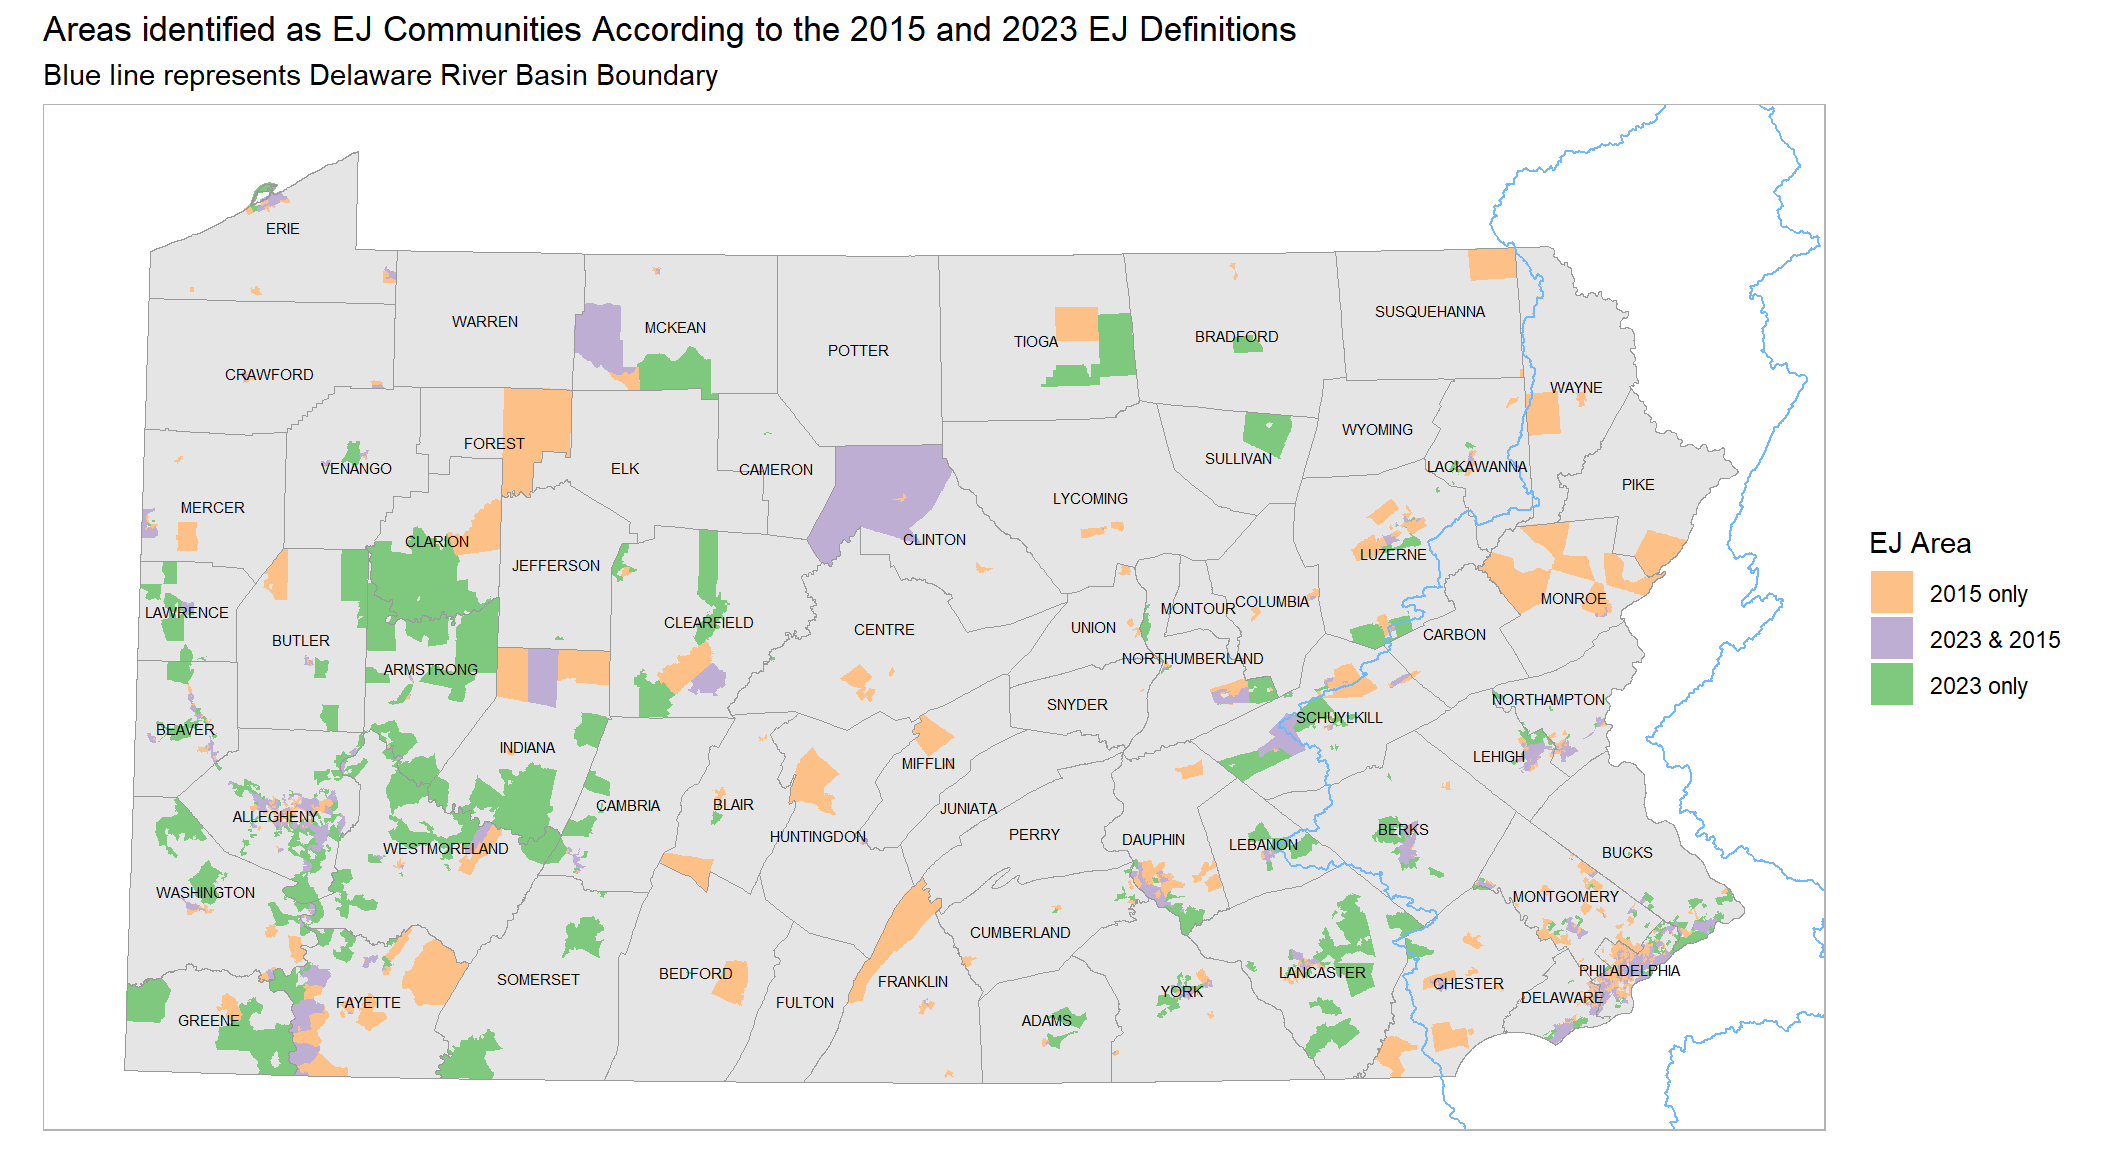 Areas identified as EJ Communities According to the 2015 and 2023 EJ Definitions
Blue line represents Delaware River Basin Boundary
ERIE
WARREN
MCKEAN
POTTER
TIOGA
BRADFORD
SUSQUEHANNA
WAYNE
CRAWFORD
FOREST
VENANGO
ELK
CAMERON
SULLIVAN
WYOMING
LACKAWANNA
PIKE
MERCER
CLARION
JEFFERSON
CLINTON
LYCOMING
LUZERNE
MONROE
LAWRENCE
BUTLER
ARMSTRONG
CLEARFIELD
CENTRE
UNION
MONTOUR
COLUMBIA
CARBON
NORTHUMBERLAND
SNYDER
SCHUYLKILL
NORTHAMPTON
LEHIGH
BEAVER
INDIANA
MIFFLIN
ALLEGHENY
CAMBRIA
BLAIR
HUNTINGDON
JUNIATA
PERRY
DAUPHIN
LEBANON
BERKS
BUCKS
WESTMORELAND
WASHINGTON
MONTGOMERY
CUMBERLAND
SOMERSET
BEDFORD
FULTON
FRANKLIN
LANCASTER
CHESTER
PHILADELPHIA
DELAWARE
GREENE
FAYETTE
ADAMS
YORK
EJ Area
2015 only
2023 & 2015
2023 only